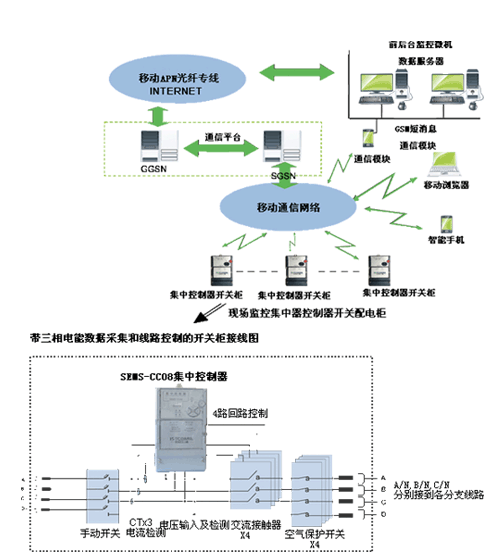 前后台监控微机
数据服务器
移动APN光纤专线
INTERNET
GSM短消息
通信模块
通信平台
通信模块
GGSN
SGSN
移动浏览器
移动通信网络
智能手机
集中控制器开关柜
集中控制器开关柜
集中控制器开关柜
现场监控集中器控制器开关配电柜
带三相电能数据采集和线路控制的开关柜接线图
SEMS-CC08集中控制器
4路回路控制
A
B
C
D
A
B
C
D
A/N,B/N,C/N
分别接到各分支线路
手动开关
CTx3
电流检测
电压输入及检测
交流接触器
X4
空气保护开关
X4